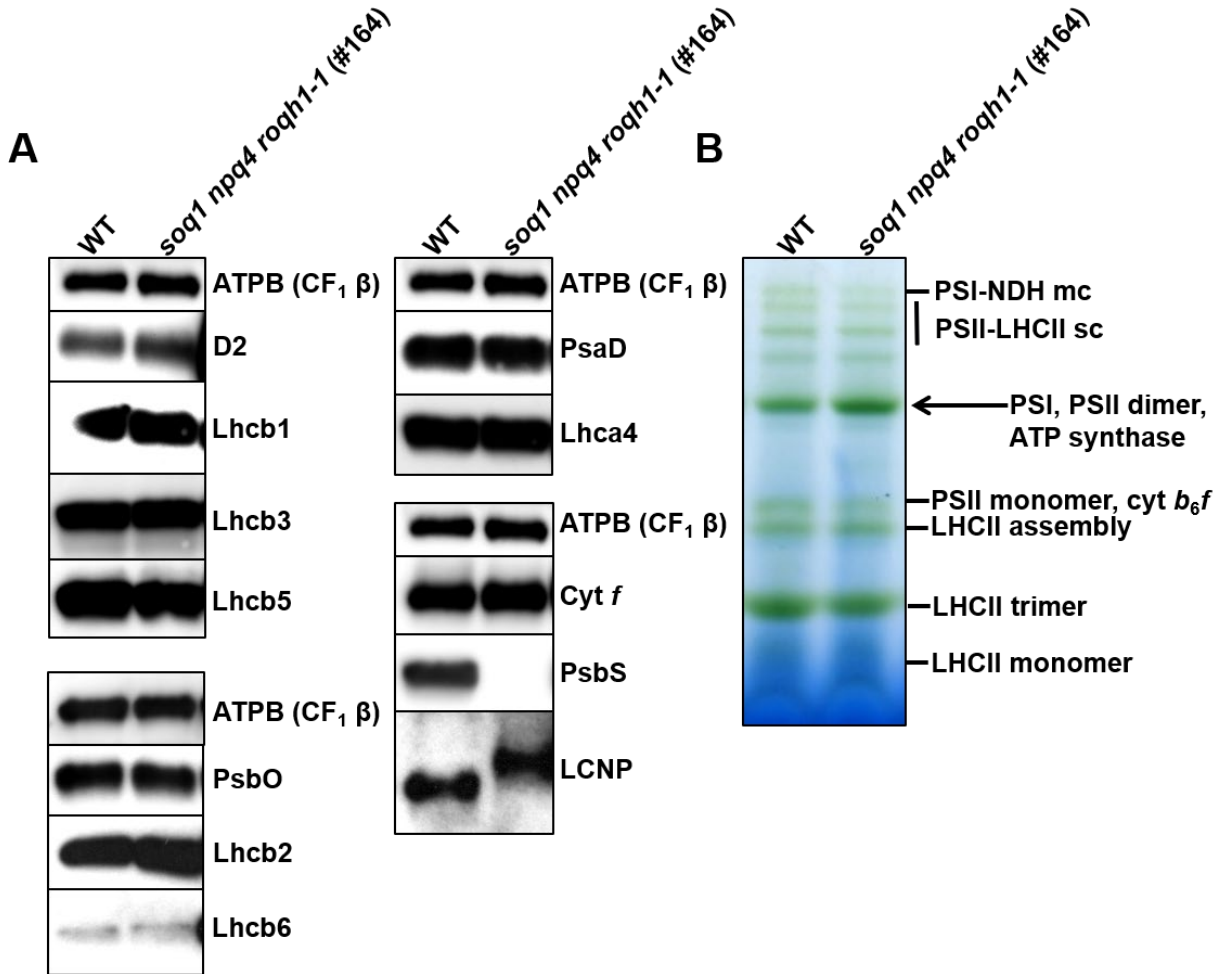 A
WT
soq1 npq4 roqh1-1 (#164)
ATPB (CF₁ β)
D2
Lhcb1
Lhcb3
Lhcb5
ATPB (CF₁ β)
PsbO
Lhcb2
Lhcb6
WT
soq1 npq4 roqh1-1 (#164)
ATPB (CF₁ β)
PsaD
Lhca4
ATPB (CF₁ β)
Cyt f
PsbS
LCNP
B
WT
soq1 npq4 roqh1-1 (#164)
PSI-NDH mc
PSII-LHCII sc
PSI, PSII dimer,
ATP synthase
PSII monomer, cyt b₆f
LHCII assembly
LHCII trimer
LHCII monomer